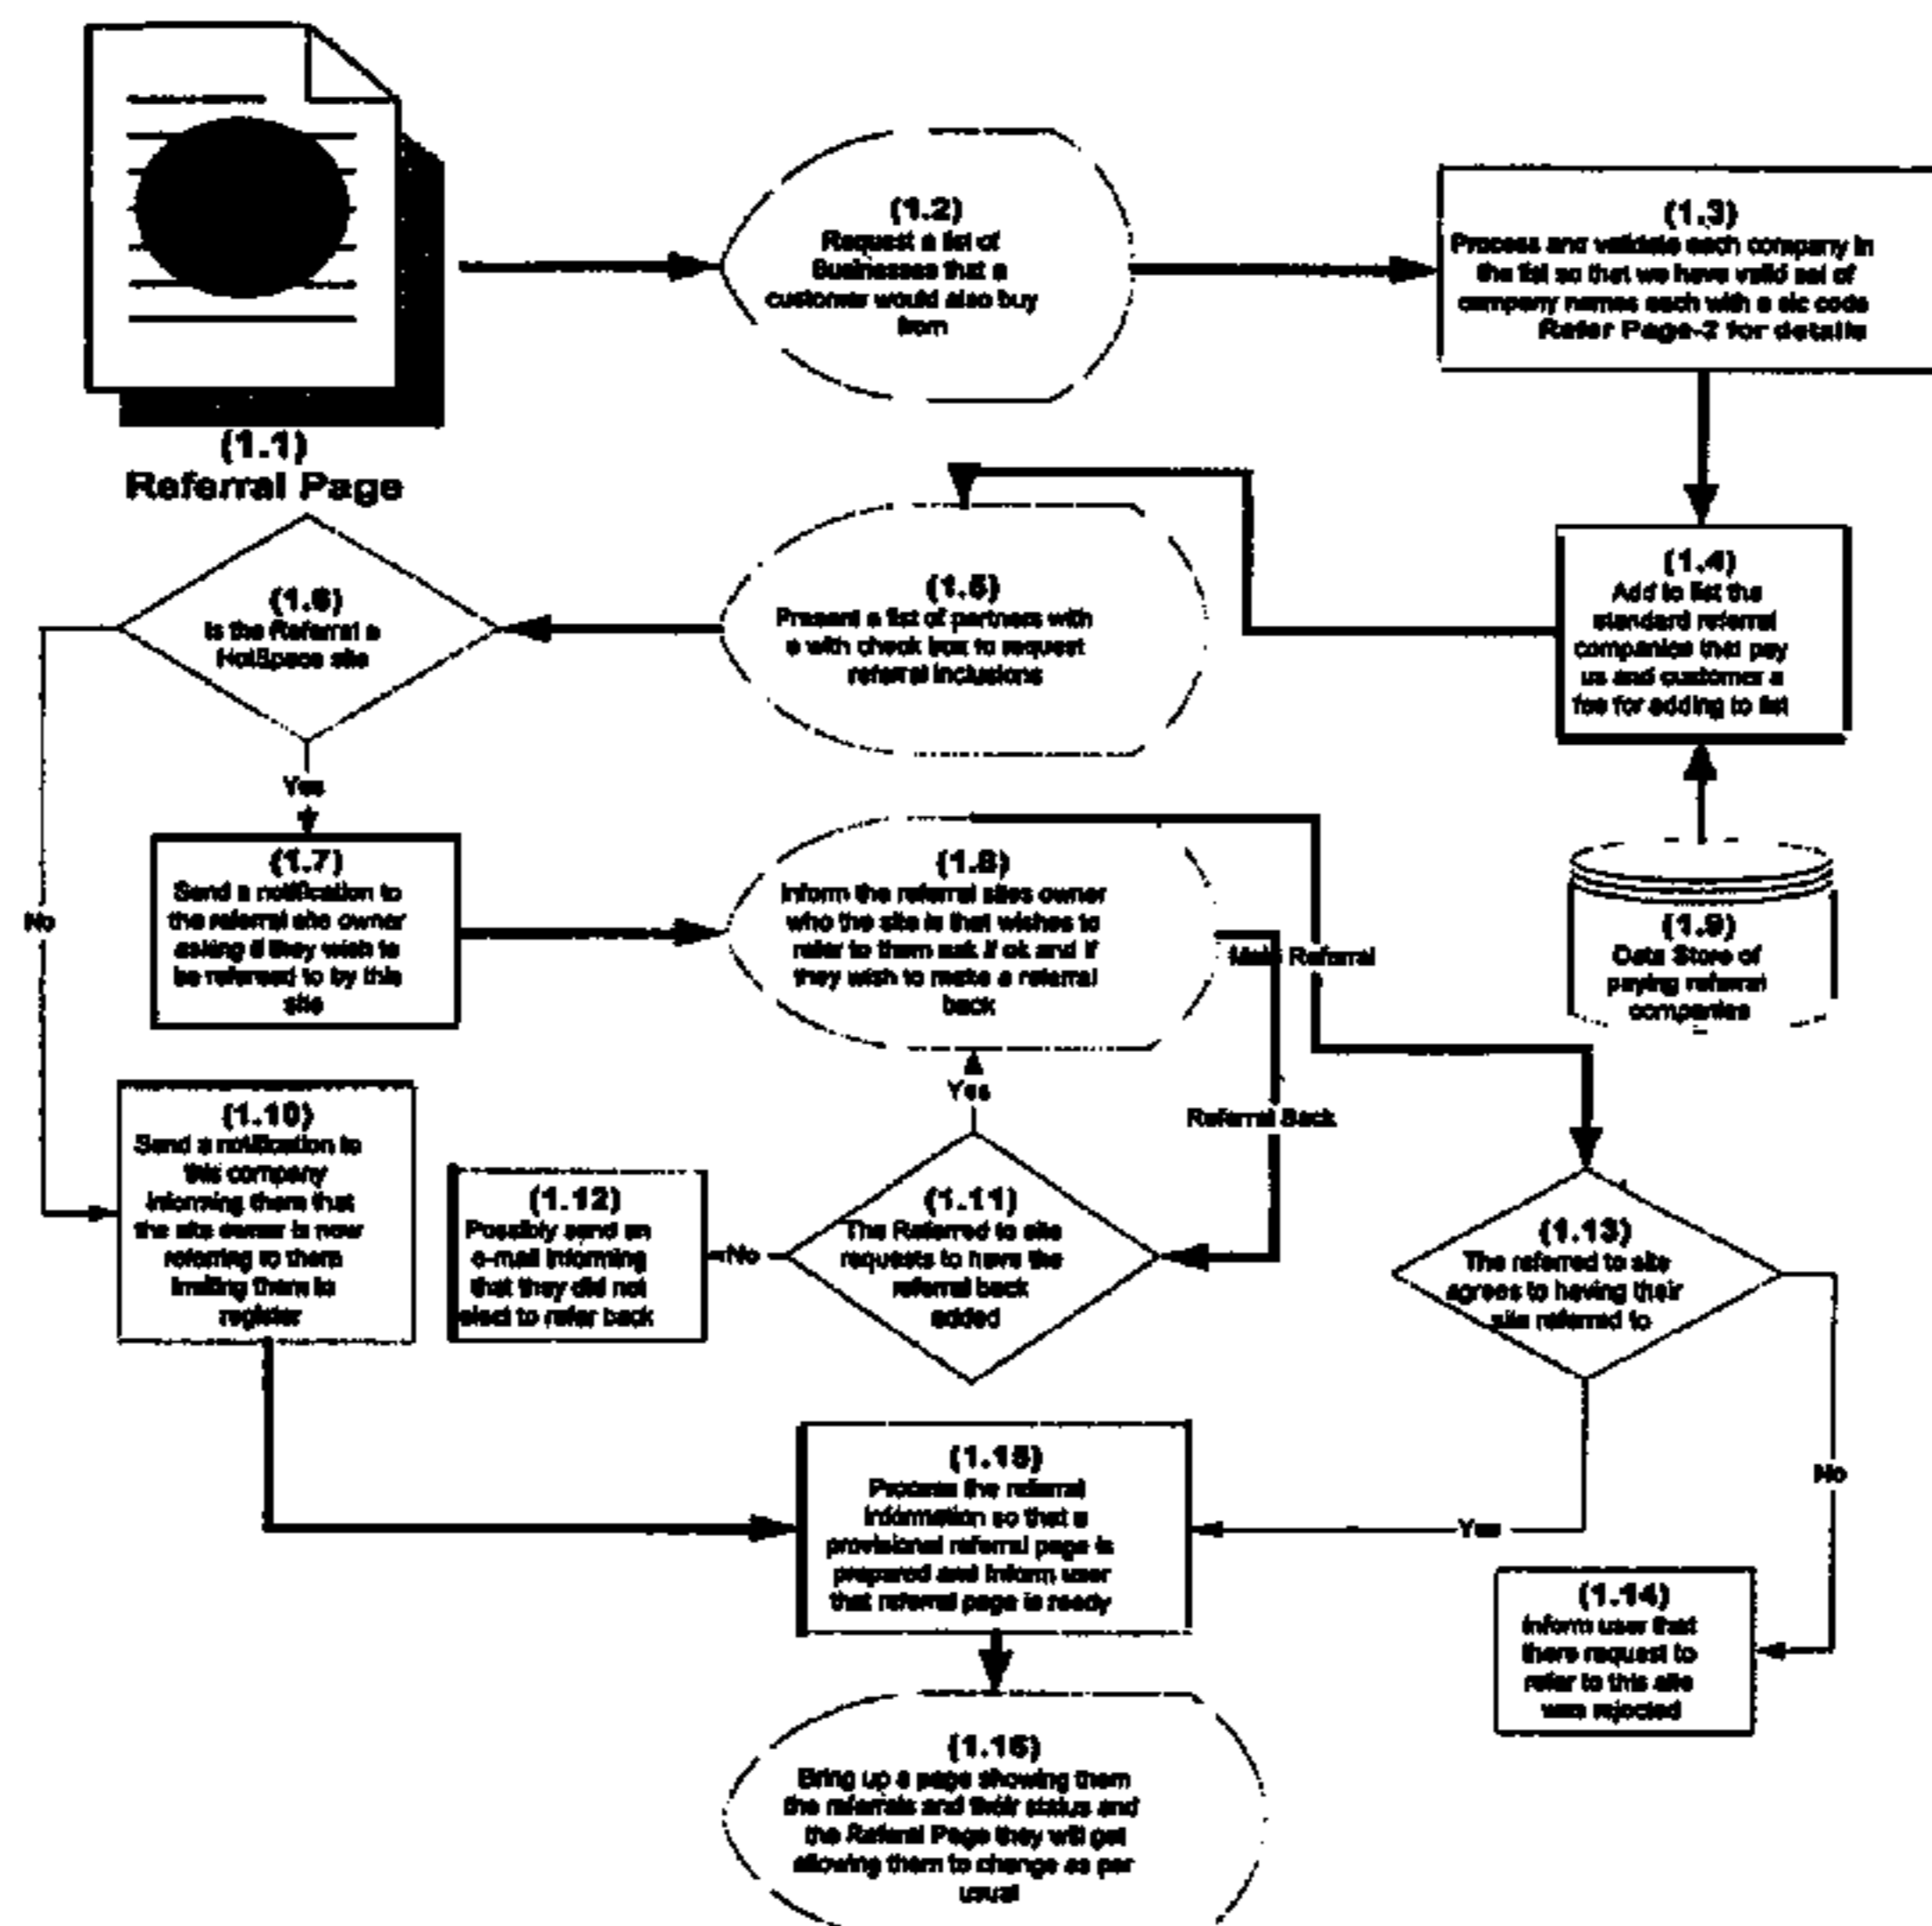 (1.1)
Referral Page
(1.2)
Request a list of
Businesses that a
customer would also buy
from
(1.3)
Process and validate each company in
the list so that we have valid set of
company names each with a sic code
Refer Page-2 for details
(1.4)
Add to list the
standard referral
companies that pay
us and customer a
fee for adding to list
(1.5)
Present a list of partners with
a with check box to request
referral inclusions
(1.6)
Is the Referral a
HotSpace site
Yes
No
(1.7)
Send a notification to
the referral site owner
asking if they wish to
be refereed to by this
site
(1.8)
Inform the referral sites owner
who the site is that wishes to
refer to them ask if ok and if
they wish to make a referral
back
Main Referral
Referral Back
(1.9)
Data Store of
paying referral
companies
(1.10)
Send a notification to
this company
informing them that
the site owner is now
referring to them
inviting them to
register
(1.12)
Possibly send an
e-mail informing
that they did not
elect to refer back
No
Yes
(1.11)
The Referred to site
requests to have the
referral back
added
(1.13)
The referred to site
agrees to having their
site referred to
No
Yes
(1.15)
Process the referral
information so that a
provisional referral page is
prepared and inform user
that referral page is ready
(1.14)
Inform user that
there request to
refer to this site
was rejected
(1.16)
Bring up a page showing them
the referrals and their status and
the Referal Page they will get
allowing them to change as per
usual